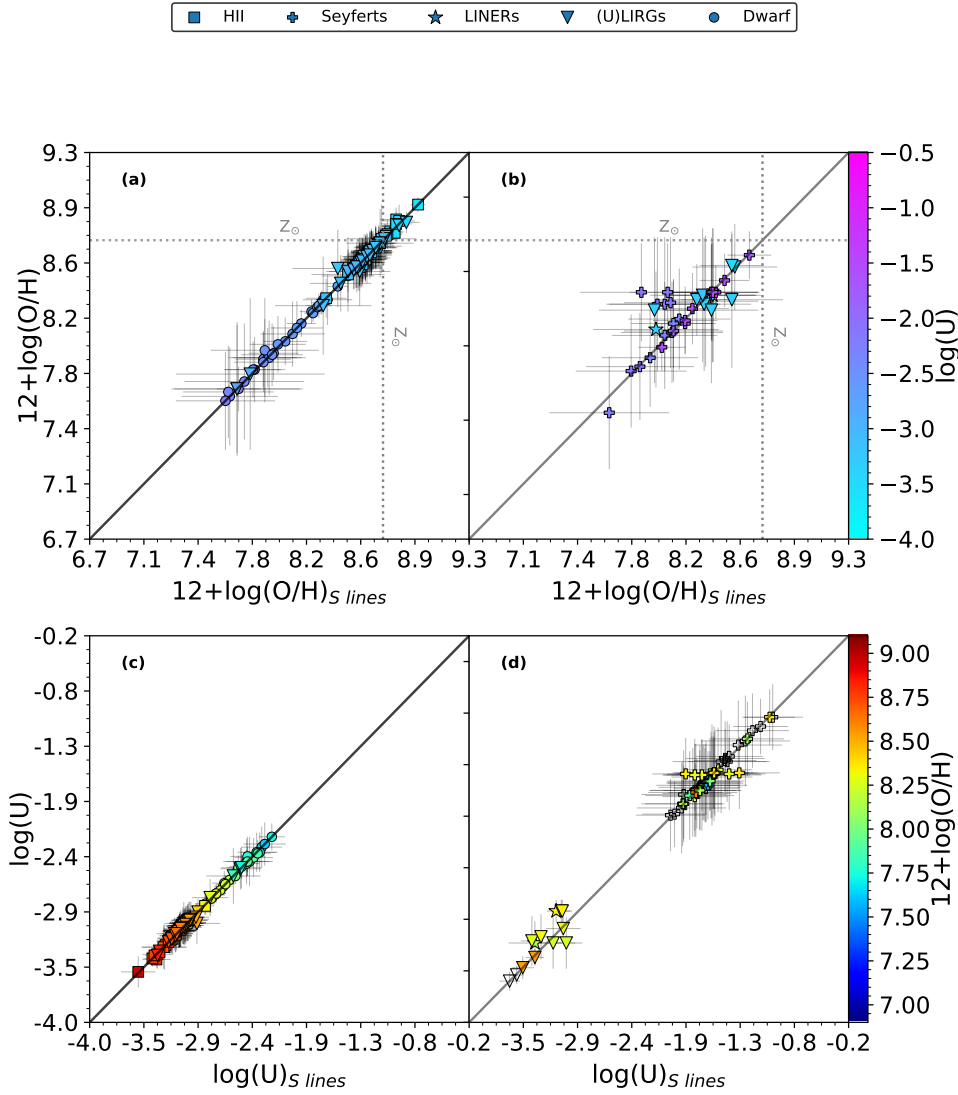 HII Seyferts LINERs (U)LIRGs Dwarf
9.3
8.9
8.6
8.2
7.8
7.4
7.1
6.7
12+log(O/H)
(a)
Z⊙
Z⊙
6.7 7.1 7.4 7.8 8.2 8.6 8.9 9.3
12+log(O/H)S lines
(b)
Z⊙
Z⊙
7.1 7.4 7.8 8.2 8.6 8.9 9.3
12+log(O/H)S lines
−0.5
−1.0
−1.5
−2.0
−2.5
−3.0
−3.5
−4.0
log(U)
-0.2
-0.8
-1.3
-1.9
-2.4
-2.9
-3.5
-4.0
log(U)
(c)
-4.0 -3.5 -2.9 -2.4 -1.9 -1.3 -0.8 -0.2
log(U)S lines
(d)
-3.5 -2.9 -2.4 -1.9 -1.3 -0.8 -0.2
log(U)S lines
9.00
8.75
8.50
8.25
8.00
7.75
7.50
7.25
7.00
12+log(O/H)